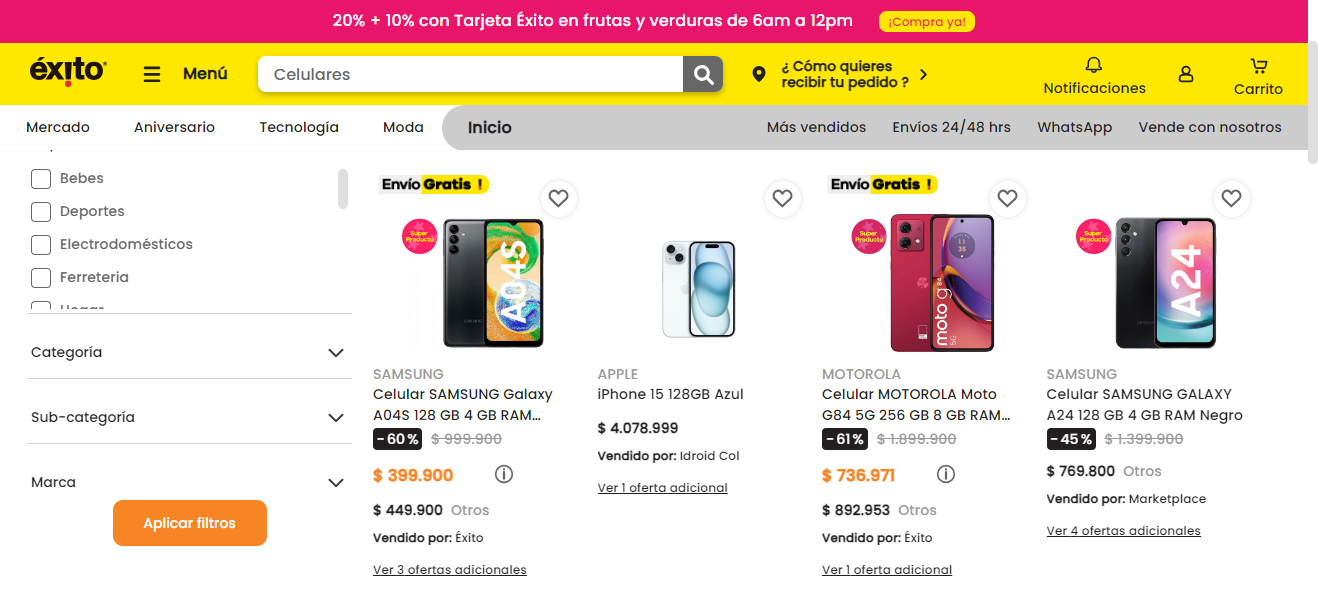 20% + 10% con Tarjeta Éxito en frutas y verduras de 6am a 12pm
¡Compra ya!
éxito
Menú
Celulares
¿ Cómo quieres
recibir tu pedido ?
Notificaciones
Carrito
Mercado
Aniversario
Tecnología
Moda
Inicio
Más vendidos
Envíos 24/48 hrs
WhatsApp
Vende con nosotros
Bebes
Deportes
Electrodomésticos
Ferreteria
Hogar
Categoría
Sub-categoría
Marca
Aplicar filtros
Envío Gratis !
Super
Producto
A04S
SAMSUNG
Celular SAMSUNG Galaxy
A04S 128 GB 4 GB RAM...
-60%
$ 999.900
$ 399.900
$ 449.900 Otros
Vendido por: Éxito
Ver 3 ofertas adicionales
APPLE
iPhone 15 128GB Azul
$ 4.078.999
Vendido por: Idroid Col
Ver 1 oferta adicional
Envío Gratis !
Super
Producto
11
35
moto g84
5G
MOTOROLA
Celular MOTOROLA Moto
G84 5G 256 GB 8 GB RAM...
-61%
$ 1.899.900
$ 736.971
$ 892.953 Otros
Vendido por: Éxito
Ver 1 oferta adicional
Super
Producto
A24
SAMSUNG
Celular SAMSUNG GALAXY
A24 128 GB 4 GB RAM Negro
-45%
$ 1.399.900
$ 769.800 Otros
Vendido por: Marketplace
Ver 4 ofertas adicionales